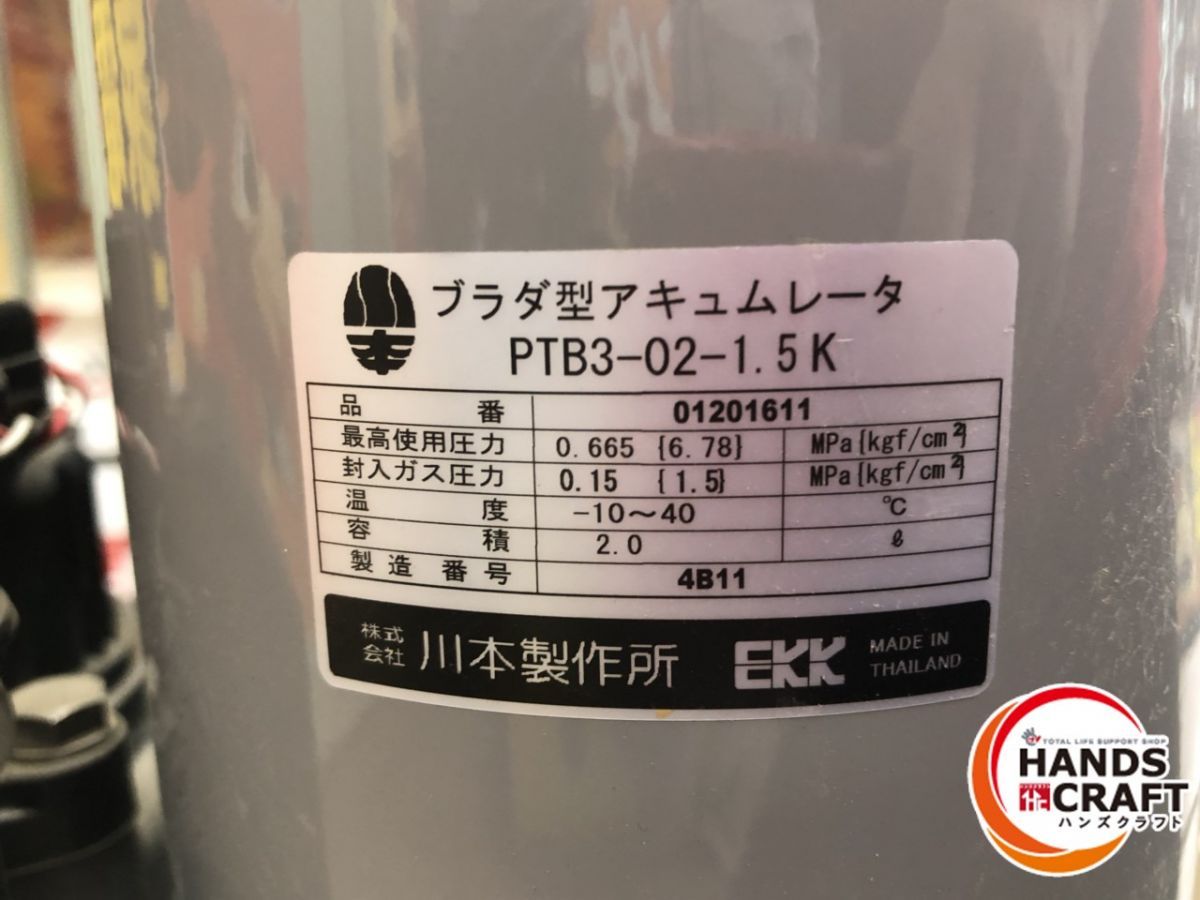 川本
ブラダ型アキュムレータ
PTB3-02-1.5K
品番 01201611
最高使用圧力 0.665 {6.78} MPa{kgf/cm²}
封入ガス圧力 0.15 {1.5} MPa{kgf/cm²}
温度 -10～40 ℃
容積 2.0 ℓ
製造番号 4B11
株式会社 川本製作所 EKK MADE IN THAILAND
TOTAL LIFE SUPPORT SHOP
HANDS
CRAFT
ハンズクラフト